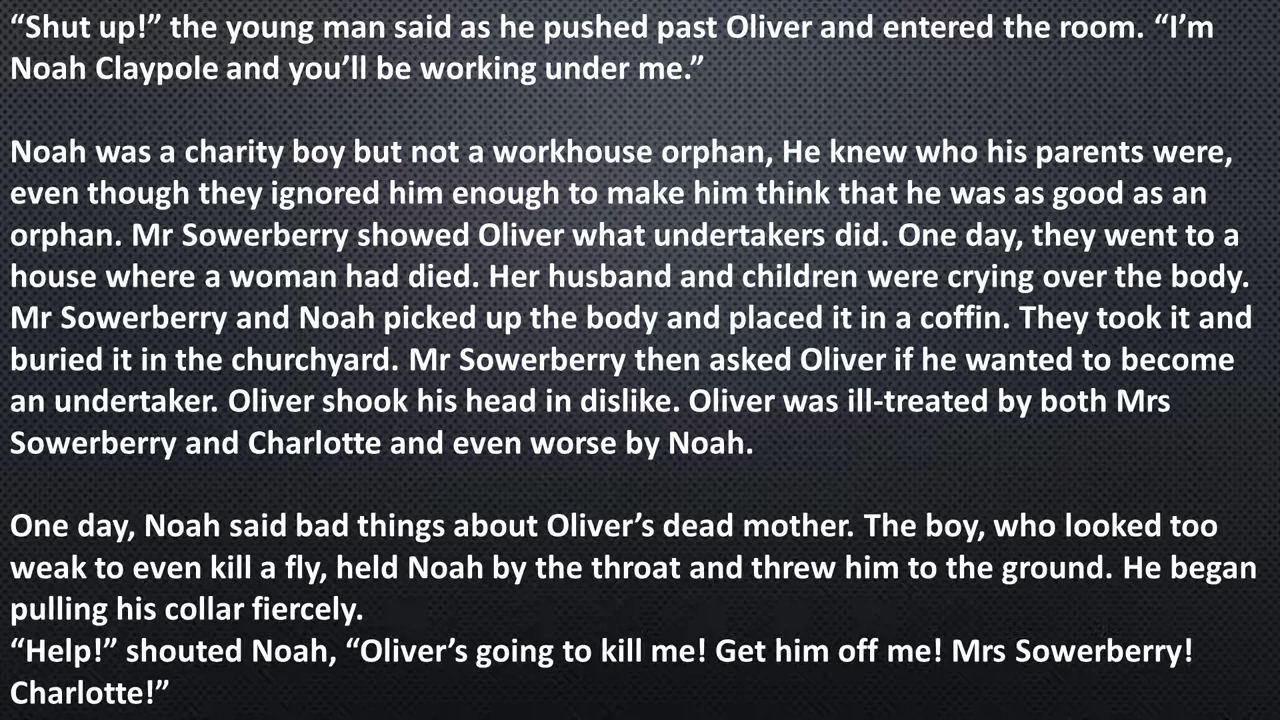 “Shut up!” the young man said as he pushed past Oliver and entered the room. “I’m
Noah Claypole and you’ll be working under me.”
Noah was a charity boy but not a workhouse orphan, He knew who his parents were,
even though they ignored him enough to make him think that he was as good as an
orphan. Mr Sowerberry showed Oliver what undertakers did. One day, they went to a
house where a woman had died. Her husband and children were crying over the body.
Mr Sowerberry and Noah picked up the body and placed it in a coffin. They took it and
buried it in the churchyard. Mr Sowerberry then asked Oliver if he wanted to become
an undertaker. Oliver shook his head in dislike. Oliver was ill-treated by both Mrs
Sowerberry and Charlotte and even worse by Noah.
One day, Noah said bad things about Oliver’s dead mother. The boy, who looked too
weak to even kill a fly, held Noah by the throat and threw him to the ground. He began
pulling his collar fiercely.
“Help!” shouted Noah, “Oliver’s going to kill me! Get him off me! Mrs Sowerberry!
Charlotte!”